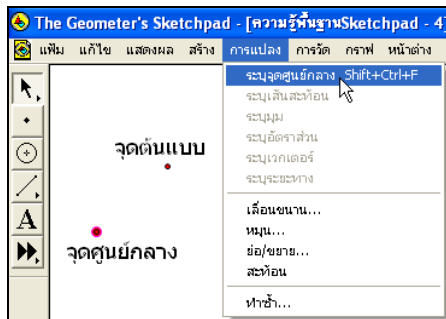 The Geometer's Sketchpad - [ความรู้พื้นฐานSketchpad - 4]
แฟ้ม แก้ไข แสดงผล สร้าง การแปลง การวัด กราฟ หน้าต่าง
ระบุจุดศูนย์กลาง Shift+Ctrl+F
ระบุเส้นสะท้อน
ระบุมุม
ระบุอัตราส่วน
ระบุเวกเตอร์
ระบุระยะทาง
เลื่อนขนาน...
หมุน...
ย่อ/ขยาย...
สะท้อน
ทำซ้ำ...
จุดต้นแบบ
จุดศูนย์กลาง
A